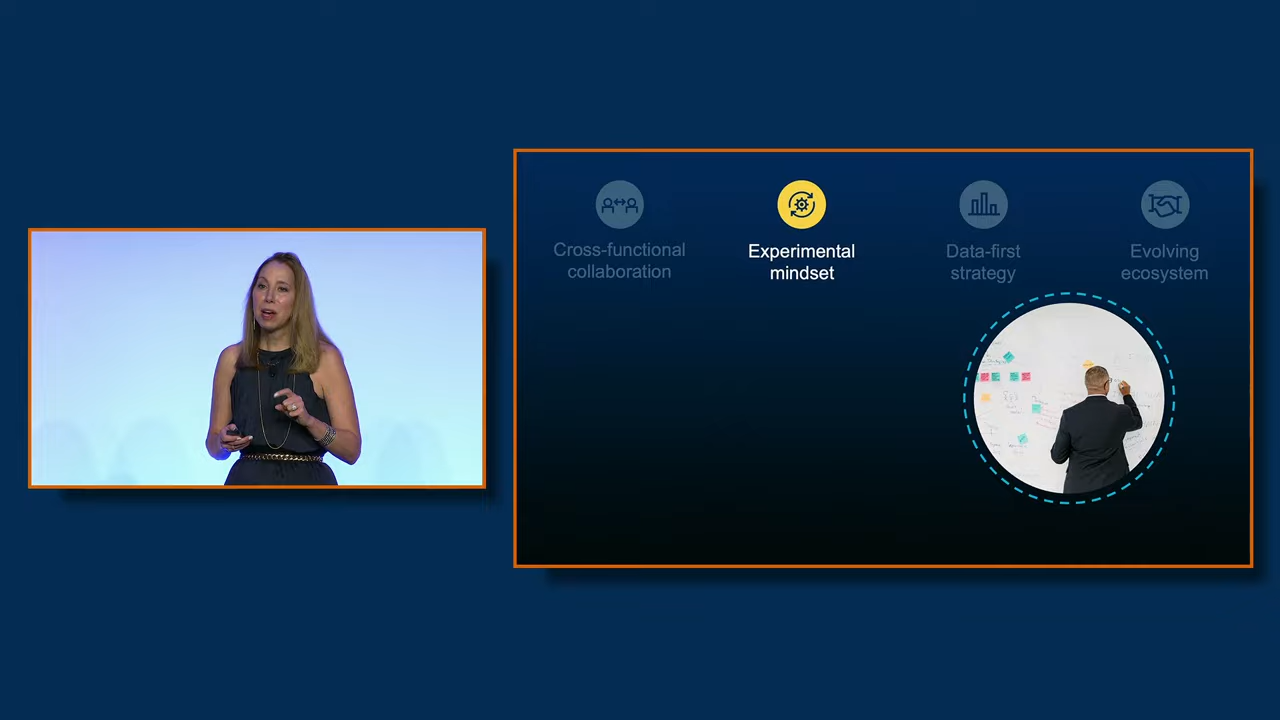 Cross-functional
collaboration
Experimental
mindset
Data-first
strategy
Evolving
ecosystem